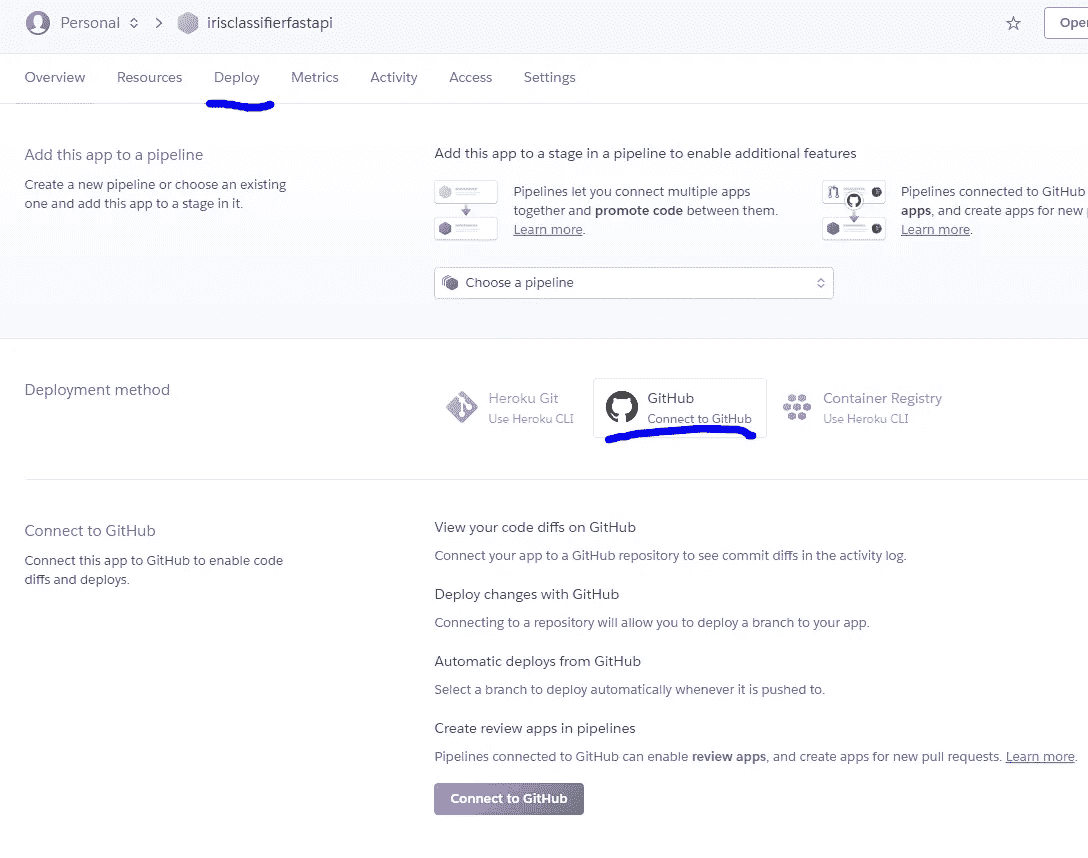 Personal
irisclassifierfastapi
Overview
Resources
Deploy
Metrics
Activity
Access
Settings
Add this app to a pipeline
Create a new pipeline or choose an existing
one and add this app to a stage in it.
Add this app to a stage in a pipeline to enable additional features
Pipelines let you connect multiple apps
together and promote code between them.
Learn more.
Pipelines connected to GitHub
apps, and create apps for new
Learn more.
Choose a pipeline
Deployment method
Heroku Git
Use Heroku CLI
GitHub
Connect to GitHub
Container Registry
Use Heroku CLI
Connect to GitHub
Connect this app to GitHub to enable code
diffs and deploys.
View your code diffs on GitHub
Connect your app to a GitHub repository to see commit diffs in the activity log.
Deploy changes with GitHub
Connecting to a repository will allow you to deploy a branch to your app.
Automatic deploys from GitHub
Select a branch to deploy automatically whenever it is pushed to.
Create review apps in pipelines
Pipelines connected to GitHub can enable review apps, and create apps for new pull requests. Learn more.
Connect to GitHub